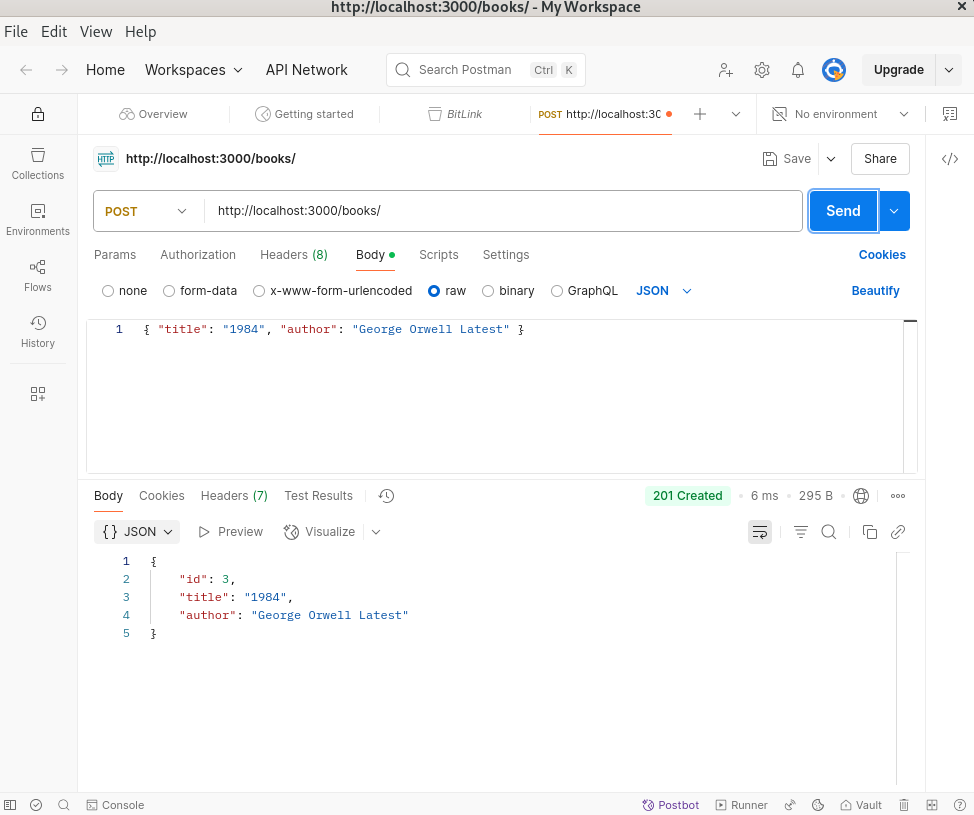 http://localhost:3000/books/ - My Workspace
File Edit View Help
Home Workspaces API Network Search Postman Ctrl K Upgrade
Overview Getting started BitLink POST http://localhost:30 No environment
HTTP http://localhost:3000/books/ Save Share
Collections
Environments
Flows
History
POST http://localhost:3000/books/ Send
Params Authorization Headers (8) Body Scripts Settings Cookies
none form-data x-www-form-urlencoded raw binary GraphQL JSON Beautify
1 { "title": "1984", "author": "George Orwell Latest" }
Body Cookies Headers (7) Test Results 201 Created 6 ms 295 B
{} JSON Preview Visualize
1 {
2 "id": 3,
3 "title": "1984",
4 "author": "George Orwell Latest"
5 }
Console Postbot Runner Vault